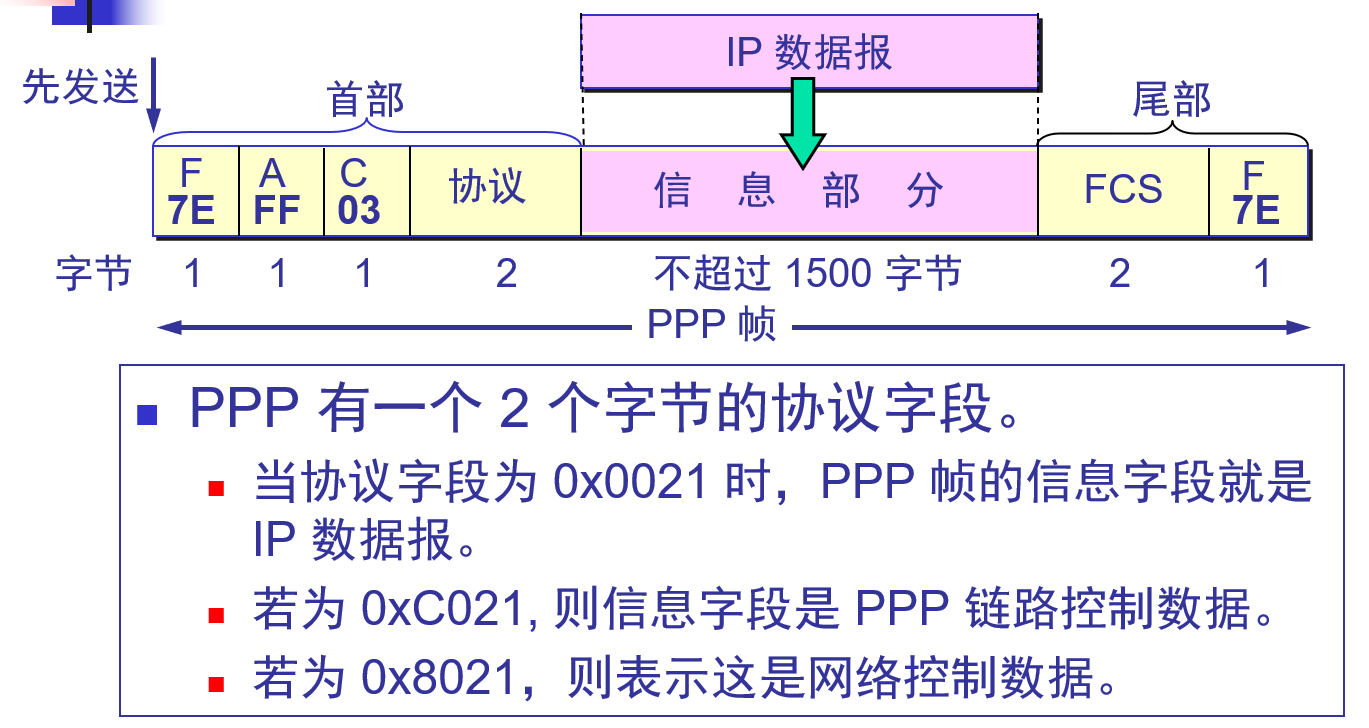 IP 数据报
先发送
首部
尾部
F A C 协议 信 息 部 分 FCS F
7E FF 03 7E
字节 1 1 1 2 不超过 1500 字节 2 1
PPP 帧
PPP 有一个 2 个字节的协议字段。
当协议字段为 0x0021 时，PPP 帧的信息字段就是
IP 数据报。
若为 0xC021, 则信息字段是 PPP 链路控制数据。
若为 0x8021，则表示这是网络控制数据。